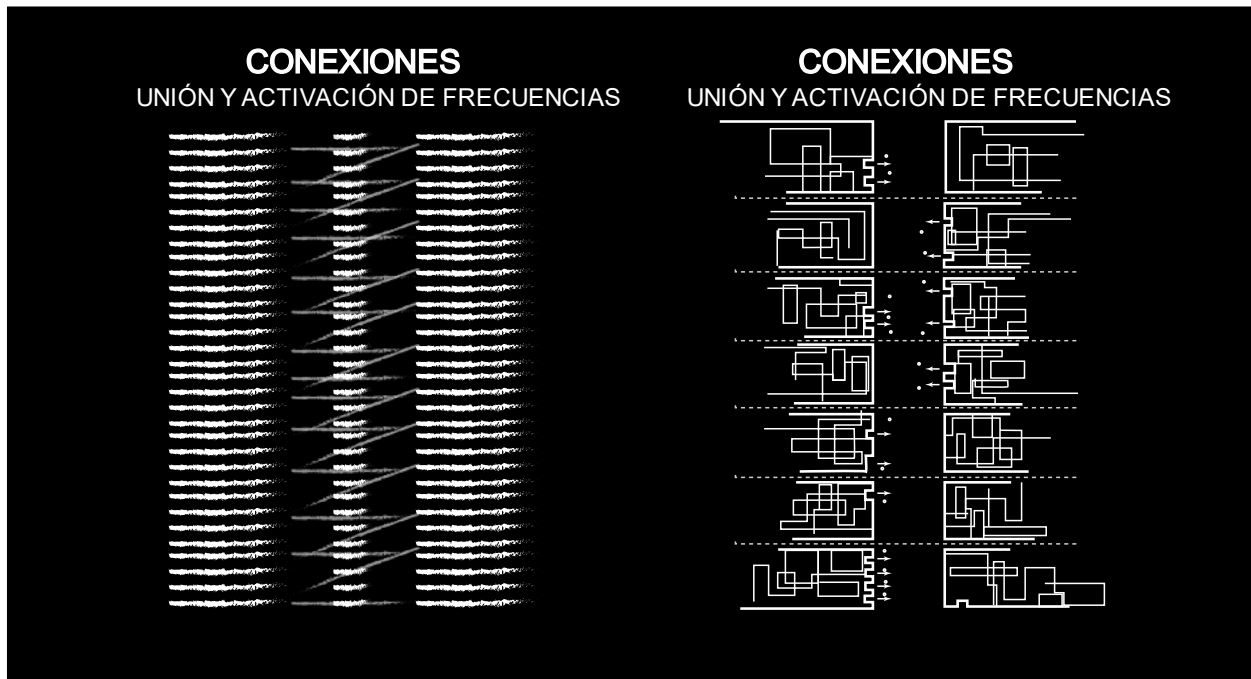 CONEXIONES
UNIÓN Y ACTIVACIÓN DE FRECUENCIAS
CONEXIONES
UNIÓN Y ACTIVACIÓN DE FRECUENCIAS